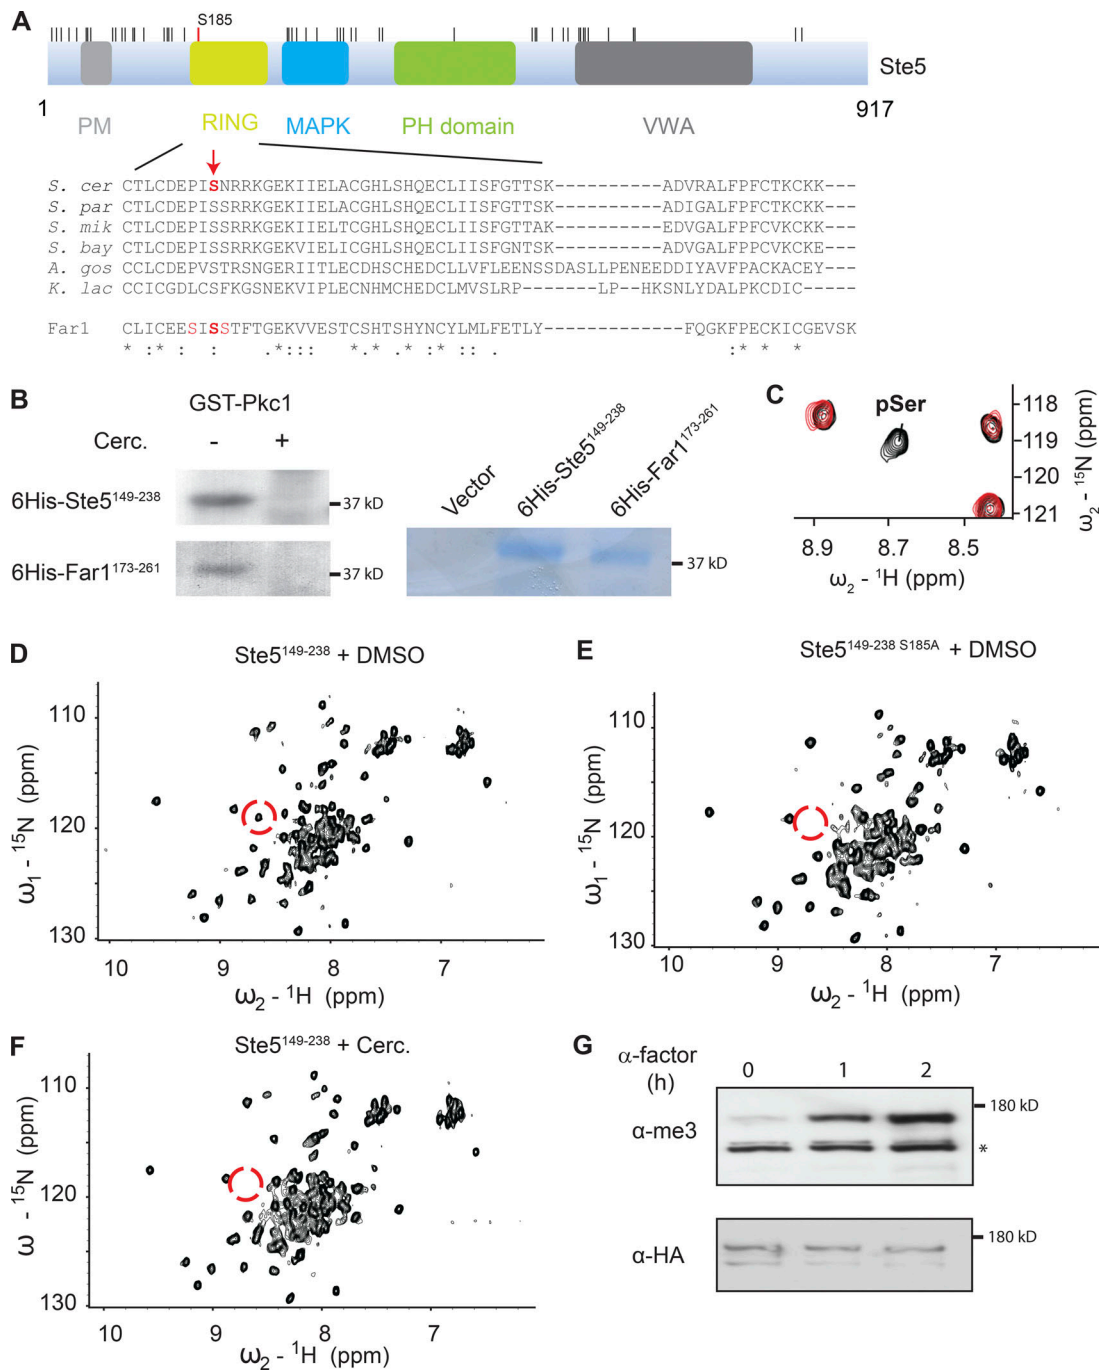 A
S185
Ste5
1
917
PM
RING
MAPK
PH domain
VWA
S. cer CTLCDEPISNRRKGEKIIELACGHLSHQECLIISFGTTSK----------ADVRALFPFCTKCKK---
S. par CTLCDEPISSRRKGEKIIELACGHLSHQECLIISFGTTSK----------ADIGALFPFCTKCKK---
S. mik CTLCDEPISSRRKGEKIIELTCGHLSHQECLIISFGTTAK----------EDVGALFPFCVKCKK---
S. bay CTLCDEPISSRRKGEKVIELICGHLSHQECLIISFGNTSK----------ADVGALFPPCVKCKE---
A. gos CCLCDEPVSTRSNGERIITLECDHSCHEDCLLVFLEENSSDASLLPENEEDDIYAVFPACKACEY---
K. lac CCICGDLCSFKGSNEKVIPLECNHMCHEDCLMVSLRP-------LP--HKSNLYDALPKCDIC-----
Far1 CLICEESISSTFTGEKVVESTCSHTSHYNCYLMLFETLY-------------FQGKFPECKICGEVSK
* :* : : .*::: *.* .*:: . :* * *
B
GST-Pkc1
Cerc.
-
+
6His-Ste5149-238
37 kD
6His-Far1173-261
37 kD
Vector
6His-Ste5149-238
6His-Far1173-261
37 kD
C
pSer
118
119
120
121
ω2 - 15N (ppm)
8.9
8.7
8.5
ω2 - 1H (ppm)
D
Ste5149-238 + DMSO
110
120
130
ω1 - 15N (ppm)
10
9
8
7
ω2 - 1H (ppm)
E
Ste5149-238 S185A + DMSO
110
120
130
ω1 - 15N (ppm)
10
9
8
7
ω2 - 1H (ppm)
F
Ste5149-238 + Cerc.
110
120
130
ω - 15N (ppm)
10
9
8
7
ω2 - 1H (ppm)
G
α-factor
(h)
0
1
2
α-me3
180 kD
*
α-HA
180 kD